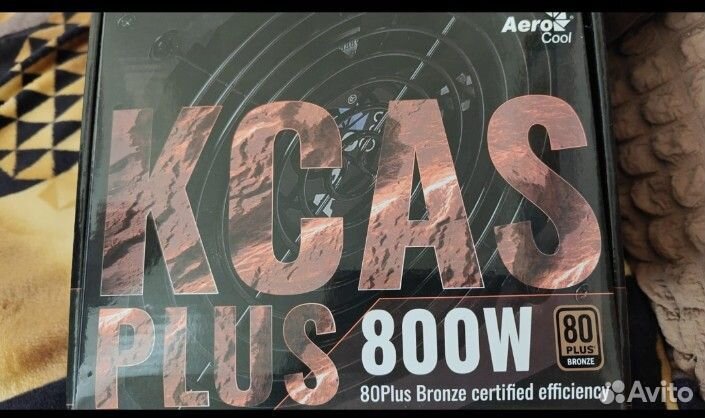 Aero
Cool
KCAS
PLUS 800W
80
PLUS
BRONZE
80Plus Bronze certified efficiency
Avito